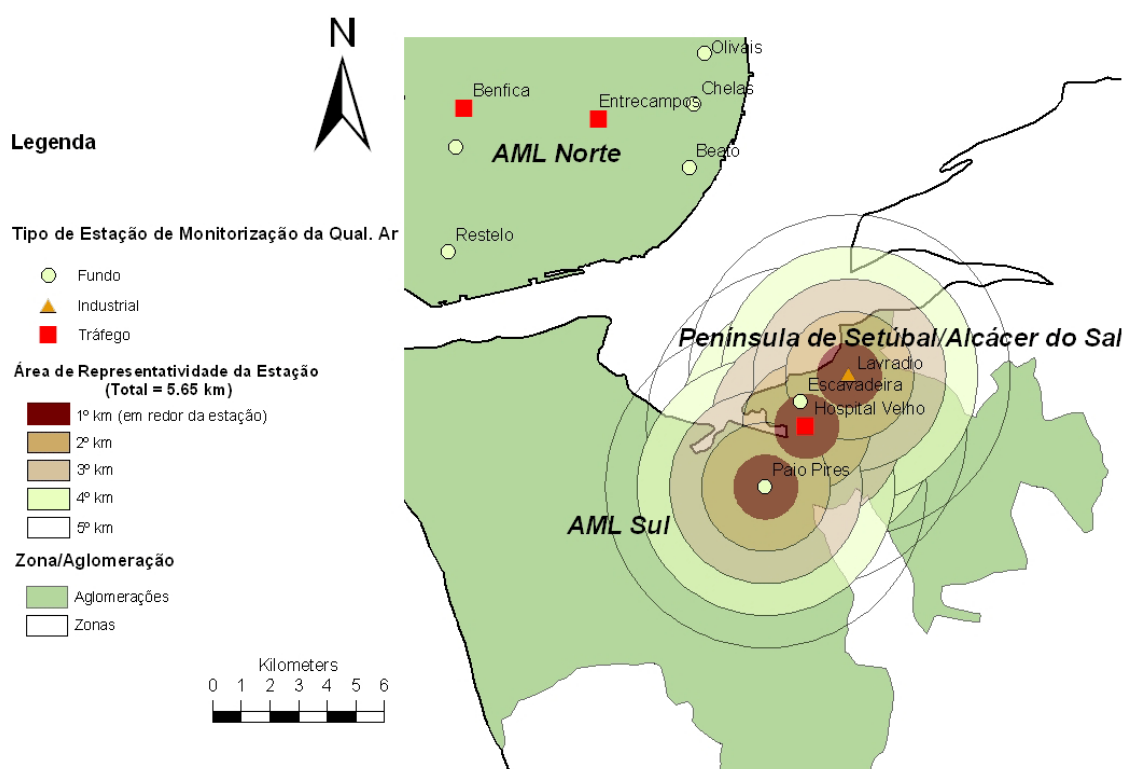 N
Legenda
Tipo de Estação de Monitorização da Qual. Ar
Fundo
Industrial
Tráfego
Área de Representatividade da Estação
(Total = 5.65 km)
1º km (em redor da estação)
2º km
3º km
4º km
5º km
Zona/Aglomeração
Aglomerações
Zonas
Kilometers
0 1 2 3 4 5 6
Olivais
Benfica
Chelas
Entrecampos
AML Norte
Beato
Restelo
Península de Setúbal/Alcácer do Sal
Lavradio
Escavadeira
Hospital Velho
Paio Pires
AML Sul